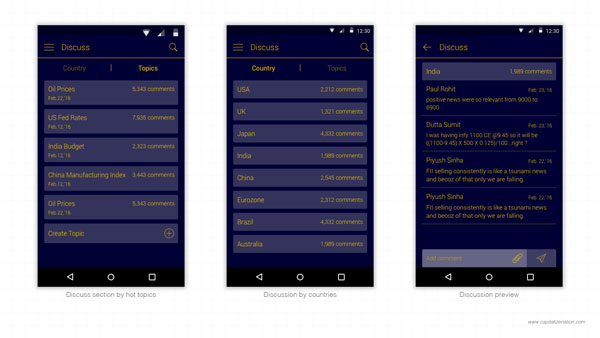 Discuss
Country | Topics
Oil Prices 5,343 comments
Feb, 22, '16
US Fed Rates 7,835 comments
Feb, 12, '16
India Budget 2,323 comments
Feb, 12, '16
China Manufacturing Index 3,443 comments
Feb, 12, '16
Oil Prices 5,343 comments
Feb, 22, '16
Create Topic
Discuss section by hot topics
12:30
Discuss
Country | Topics
USA 2,212 comments
UK 1,321 comments
Japan 4,332 comments
India 1,989 comments
China 2,545 comments
Eurozone 2,312 comments
Brazil 4,332 comments
Australia 1,989 comments
Discussion by countries
12:30
Discuss
India 1,989 comments
Paul Rohit Feb, 23, '16
positive news were so relevant from 9000 to
6900
Dutta Sumit Feb, 23, '16
I was having infy 1100 CE @9.45 so it will be
((1100-9.45) X 500 X 0.125)/100...right ?
Piyush Sinha Feb, 22, '16
FII selling consistently is like a tsunami news
and becoz of that only we are falling.
Piyush Sinha Feb, 22, '16
FII selling consistently is like a tsunami news
and becoz of that only we are falling.
Add comment
Discussion preview
www.capitalzination.com